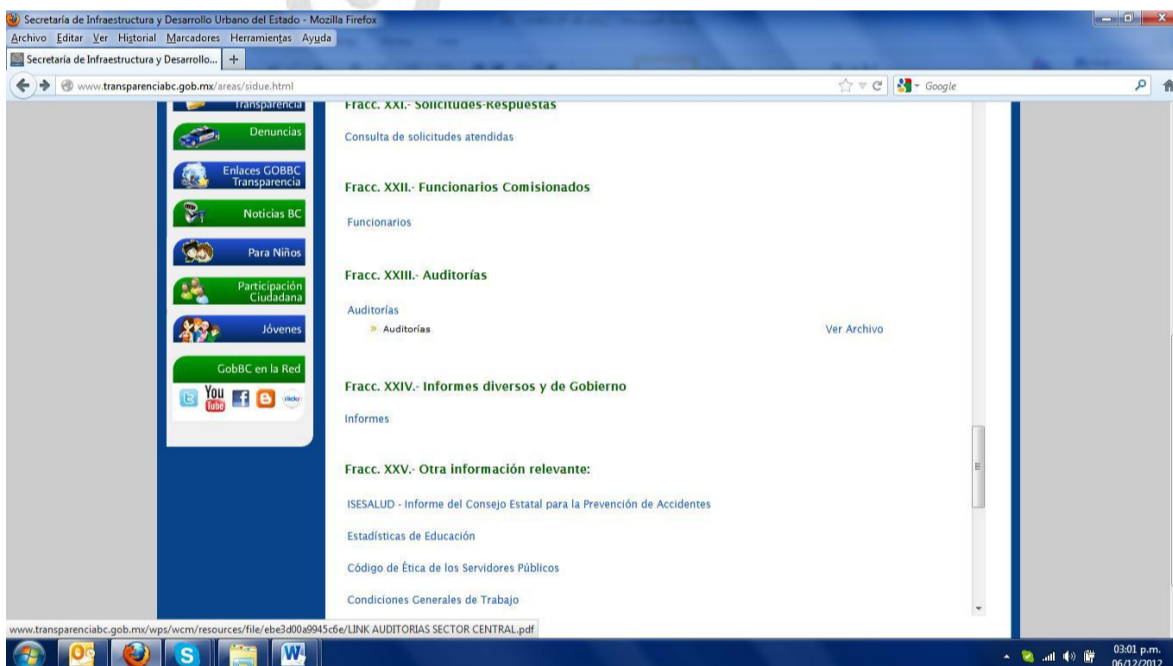 Secretaría de Infraestructura y Desarrollo Urbano del Estado - Mozilla Firefox
Archivo Editar Ver Historial Marcadores Herramientas Ayuda
Secretaría de Infraestructura y Desarrollo... +
www.transparenciabc.gob.mx/areas/sidue.html
Google
Transparencia
Denuncias
Enlaces GOBBC
Transparencia
Noticias BC
Para Niños
Participación
Ciudadana
Jóvenes
GobBC en la Red
You
Tube
flickr
Fracc. XXI.- Solicitudes-Respuestas
Consulta de solicitudes atendidas
Fracc. XXII.- Funcionarios Comisionados
Funcionarios
Fracc. XXIII.- Auditorías
Auditorías
» Auditorías Ver Archivo
Fracc. XXIV.- Informes diversos y de Gobierno
Informes
Fracc. XXV.- Otra información relevante:
ISESALUD - Informe del Consejo Estatal para la Prevención de Accidentes
Estadísticas de Educación
Código de Ética de los Servidores Públicos
Condiciones Generales de Trabajo
www.transparenciabc.gob.mx/wps/wcm/resources/file/ebe3d00a9945c6e/LINK AUDITORIAS SECTOR CENTRAL.pdf
03:01 p.m.
06/12/2012